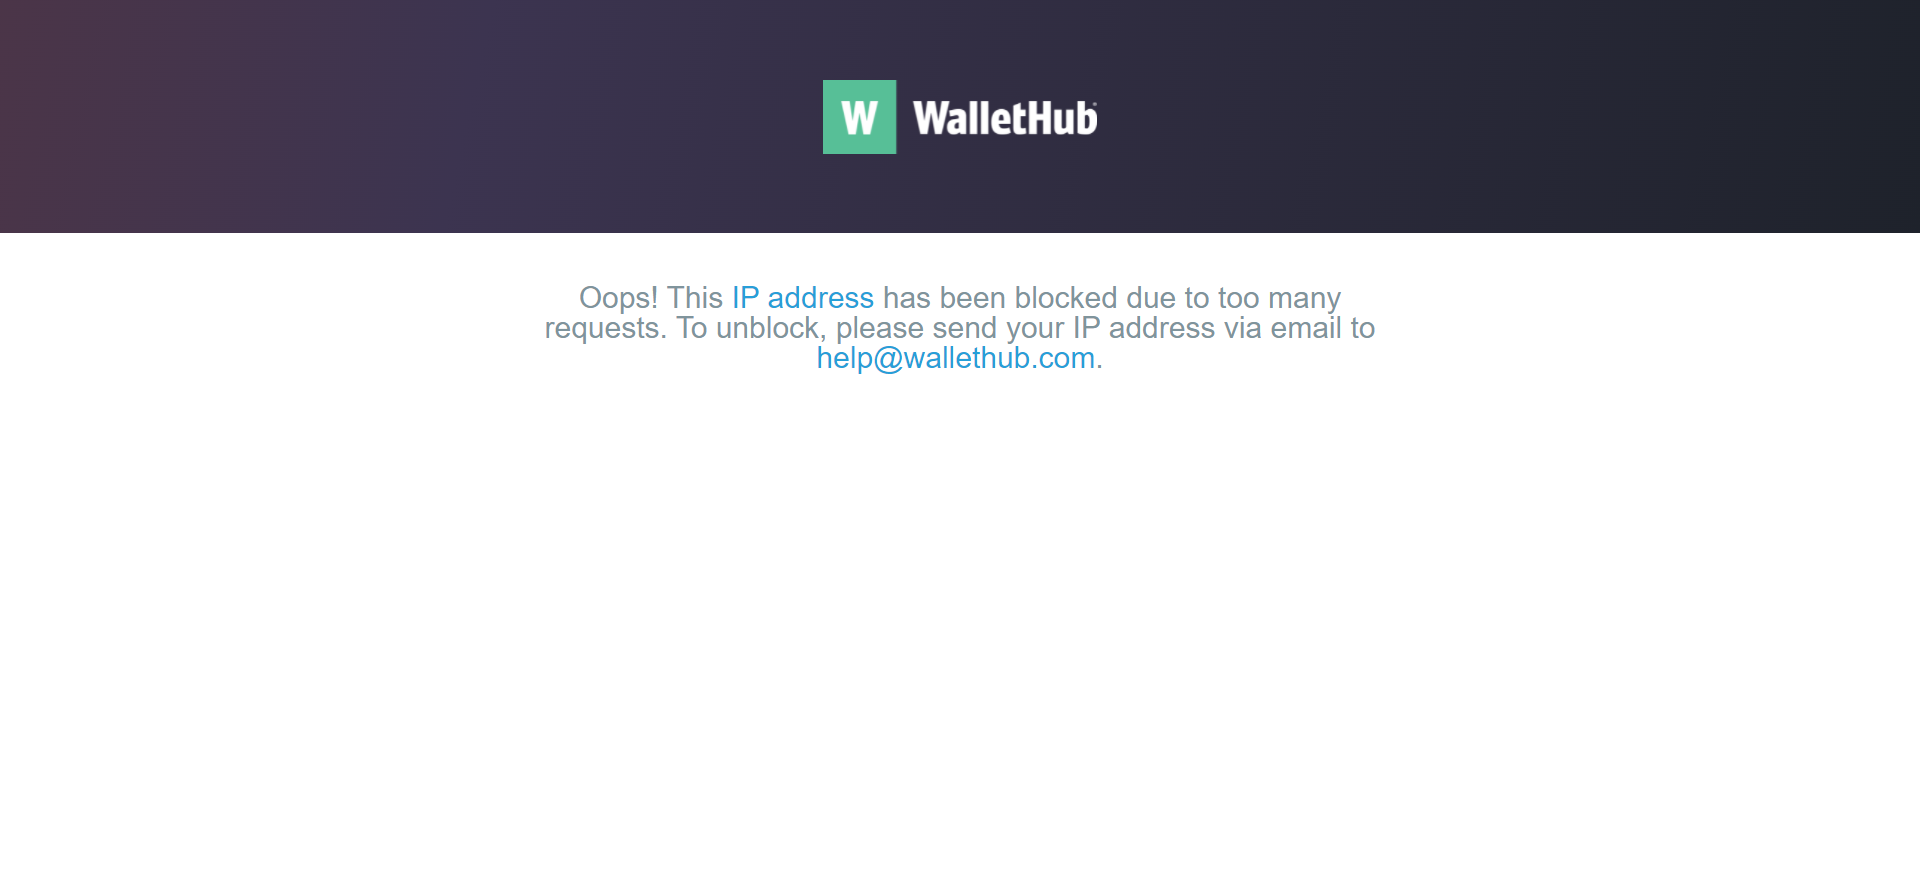 W WalletHub
Oops! This IP address has been blocked due to too many
requests. To unblock, please send your IP address via email to
help@wallethub.com.